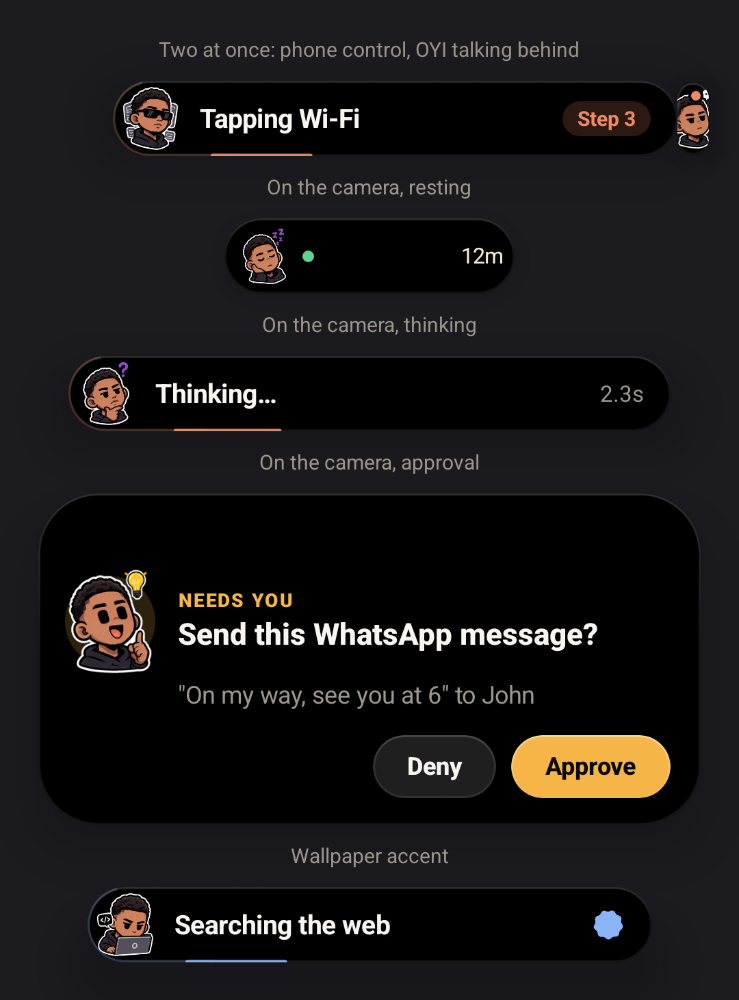 Two at once: phone control, OYI talking behind
Tapping Wi-Fi
Step 3
On the camera, resting
zzz
12m
On the camera, thinking
?
Thinking...
2.3s
On the camera, approval
NEEDS YOU
Send this WhatsApp message?
"On my way, see you at 6" to John
Deny
Approve
Wallpaper accent
</>
Searching the web